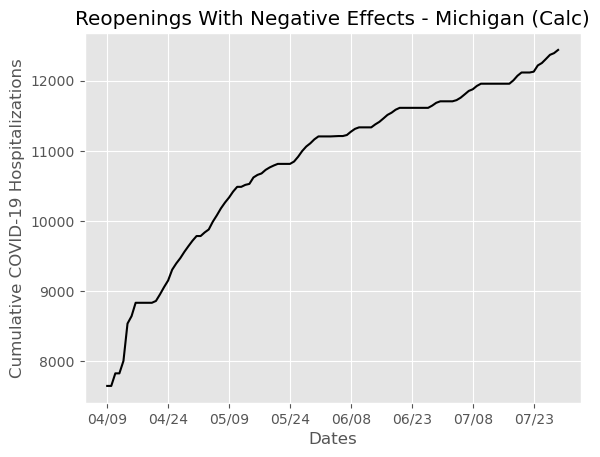 Reopenings With Negative Effects - Michigan (Calc)
Cumulative COVID-19 Hospitalizations
12000
11000
10000
9000
8000
04/09 04/24 05/09 05/24 06/08 06/23 07/08 07/23
Dates